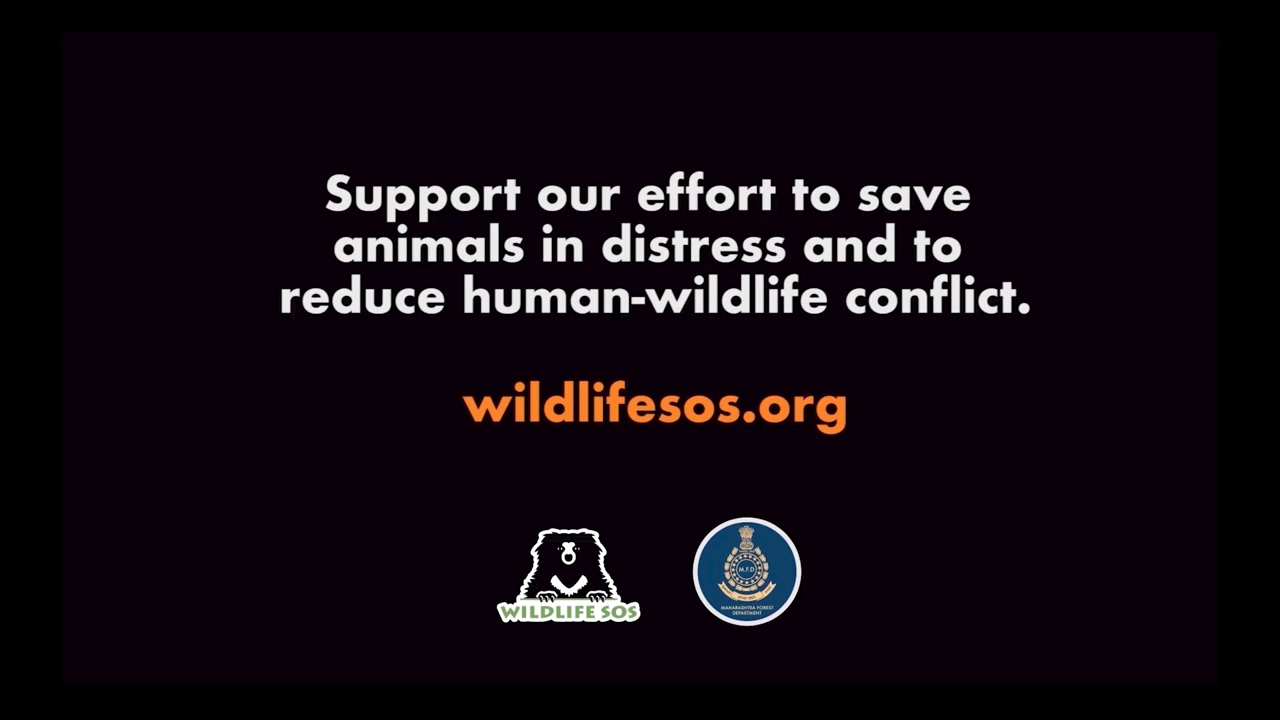 Support our effort to save
animals in distress and to
reduce human-wildlife conflict.
wildlifesos.org
WILDLIFE SOS
M.F.D
MAHARASHTRA FOREST
DEPARTMENT